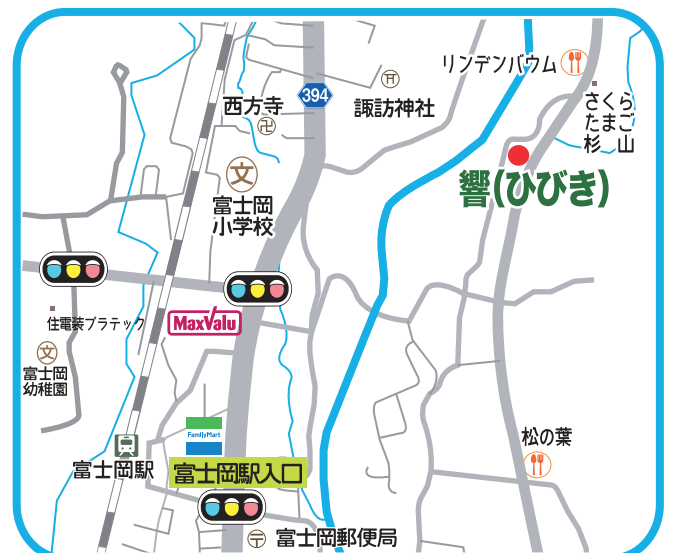 リンデンバウム
394
西方寺
卍
諏訪神社
さくら
たまご
杉 山
文
富士岡
小学校
響(ひびき)
MaxValu
住電装プラテック
文
富士岡
幼稚園
FamilyMart
松の葉
富士岡駅
富士岡駅入口
〒
富士岡郵便局